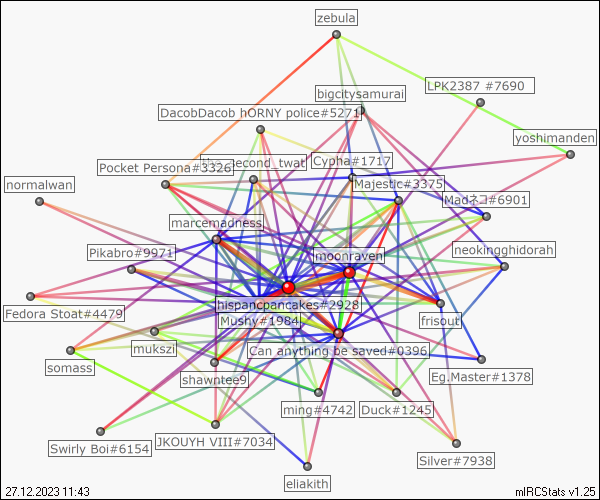 zebula
bigcitysamurai
LPK2387 #7690
DacobDacob hORNY police#5271
yoshimanden
Cypha#1717
Pocket Persona#3326
second_twat
Majestic#3375
normalwan
Madネコ#6901
marcemadness
moonraven
Pikabro#9971
neokingghidorah
hispancpancakes#2928
Fedora Stoat#4479
Mushy#1984
frisout
mukszi
Can anything be saved#0396
somass
shawntee9
Eg.Master#1378
ming#4742
Duck#1245
Swirly Boi#6154
JKOUYH VIII#7034
Silver#7938
eliakith
27.12.2023 11:43
mIRCStats v1.25